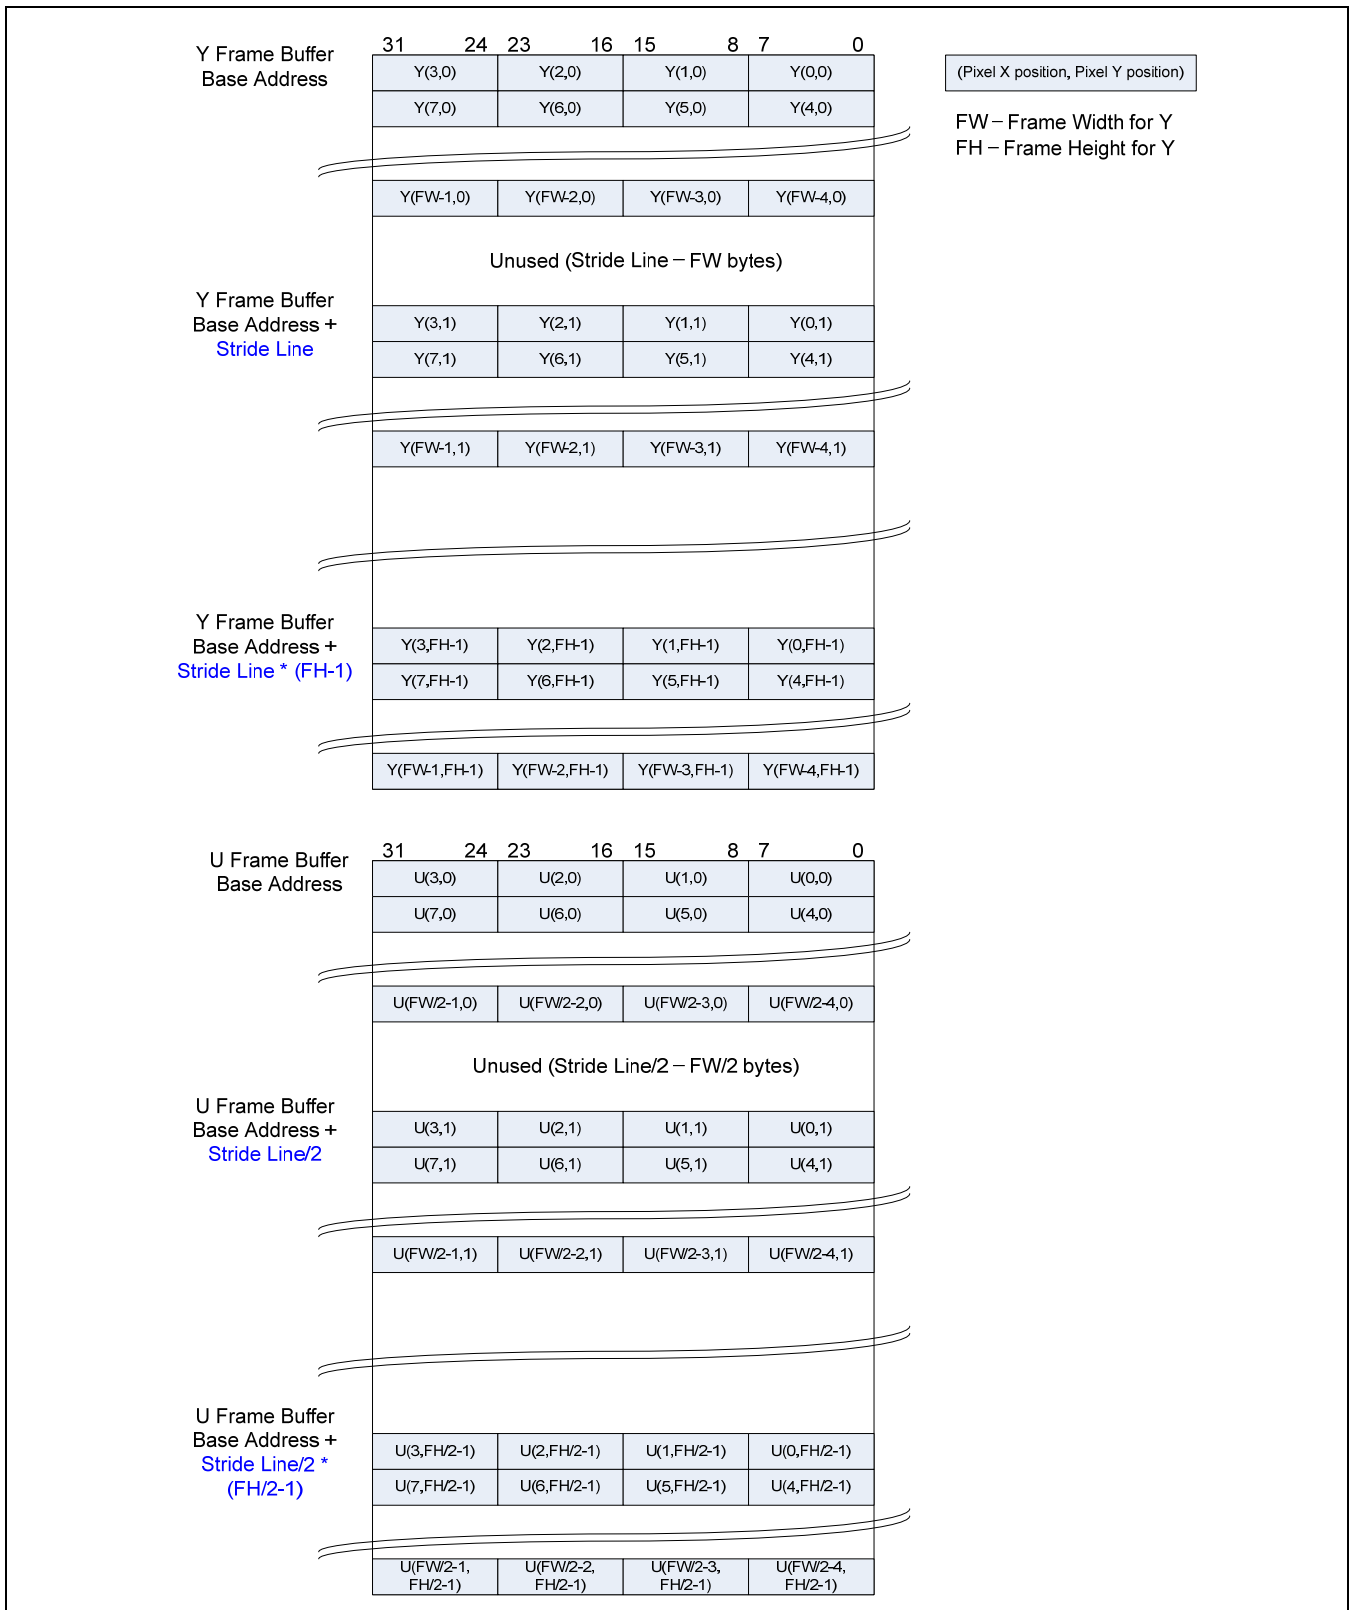 31 24 23 16 15 8 7 0
Y Frame Buffer
Base Address
Y(3,0) Y(2,0) Y(1,0) Y(0,0)
Y(7,0) Y(6,0) Y(5,0) Y(4,0)
(Pixel X position, Pixel Y position)
FW – Frame Width for Y
FH – Frame Height for Y
Y(FW-1,0) Y(FW-2,0) Y(FW-3,0) Y(FW-4,0)
Unused (Stride Line – FW bytes)
Y Frame Buffer
Base Address +
Stride Line
Y(3,1) Y(2,1) Y(1,1) Y(0,1)
Y(7,1) Y(6,1) Y(5,1) Y(4,1)
Y(FW-1,1) Y(FW-2,1) Y(FW-3,1) Y(FW-4,1)
Y Frame Buffer
Base Address +
Stride Line * (FH-1)
Y(3,FH-1) Y(2,FH-1) Y(1,FH-1) Y(0,FH-1)
Y(7,FH-1) Y(6,FH-1) Y(5,FH-1) Y(4,FH-1)
Y(FW-1,FH-1) Y(FW-2,FH-1) Y(FW-3,FH-1) Y(FW-4,FH-1)
31 24 23 16 15 8 7 0
U Frame Buffer
Base Address
U(3,0) U(2,0) U(1,0) U(0,0)
U(7,0) U(6,0) U(5,0) U(4,0)
U(FW/2-1,0) U(FW/2-2,0) U(FW/2-3,0) U(FW/2-4,0)
Unused (Stride Line/2 – FW/2 bytes)
U Frame Buffer
Base Address +
Stride Line/2
U(3,1) U(2,1) U(1,1) U(0,1)
U(7,1) U(6,1) U(5,1) U(4,1)
U(FW/2-1,1) U(FW/2-2,1) U(FW/2-3,1) U(FW/2-4,1)
U Frame Buffer
Base Address +
Stride Line/2 *
(FH/2-1)
U(3,FH/2-1) U(2,FH/2-1) U(1,FH/2-1) U(0,FH/2-1)
U(7,FH/2-1) U(6,FH/2-1) U(5,FH/2-1) U(4,FH/2-1)
U(FW/2-1, U(FW/2-2, U(FW/2-3, U(FW/2-4,
FH/2-1) FH/2-1) FH/2-1) FH/2-1)